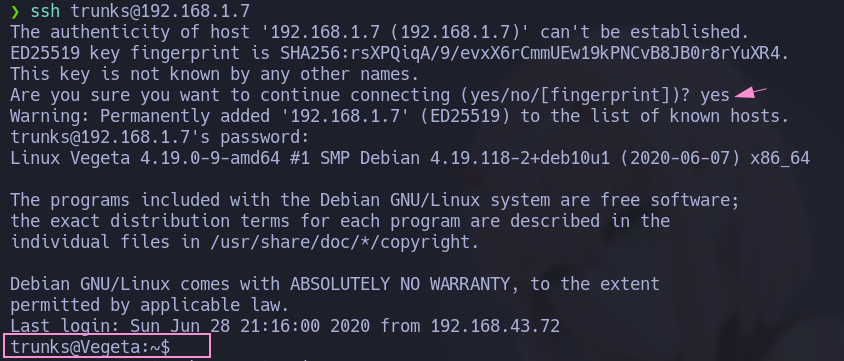 ❯ ssh trunks@192.168.1.7
The authenticity of host '192.168.1.7 (192.168.1.7)' can't be established.
ED25519 key fingerprint is SHA256:rsXPQiqA/9/evxX6rCmmUEw19kPNCvB8JB0r8rYuXR4.
This key is not known by any other names.
Are you sure you want to continue connecting (yes/no/[fingerprint])? yes
Warning: Permanently added '192.168.1.7' (ED25519) to the list of known hosts.
trunks@192.168.1.7's password:
Linux Vegeta 4.19.0-9-amd64 #1 SMP Debian 4.19.118-2+deb10u1 (2020-06-07) x86_64
The programs included with the Debian GNU/Linux system are free software;
the exact distribution terms for each program are described in the
individual files in /usr/share/doc/*/copyright.
Debian GNU/Linux comes with ABSOLUTELY NO WARRANTY, to the extent
permitted by applicable law.
Last login: Sun Jun 28 21:16:00 2020 from 192.168.43.72
trunks@Vegeta:~$